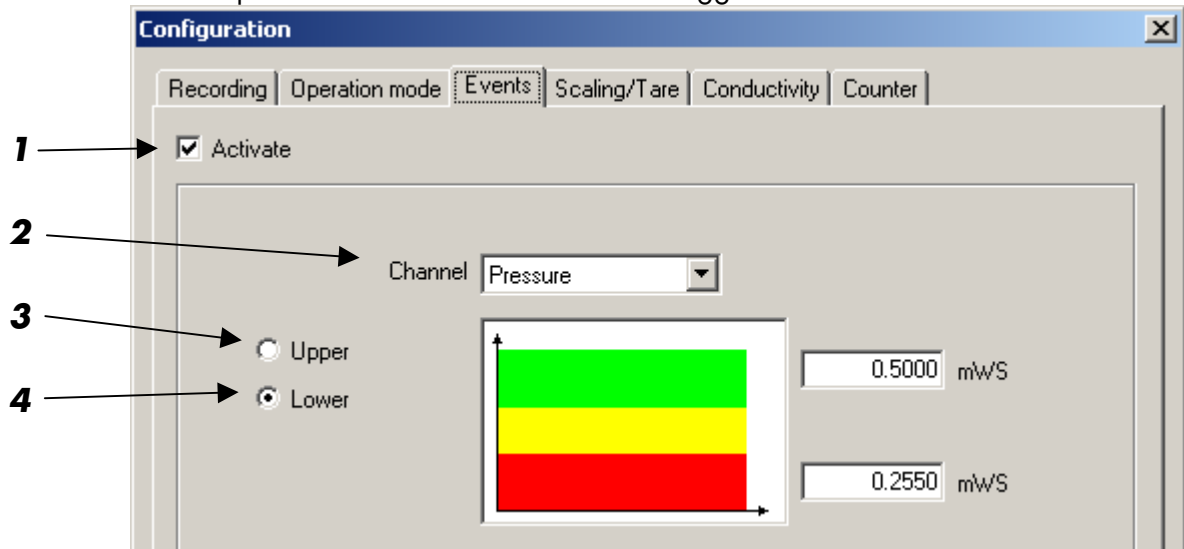 Configuration
Recording Operation mode Events Scaling/Tare Conductivity Counter
1
Activate
2
Channel Pressure
3
Upper
0.5000 mWS
4
Lower
0.2550 mWS